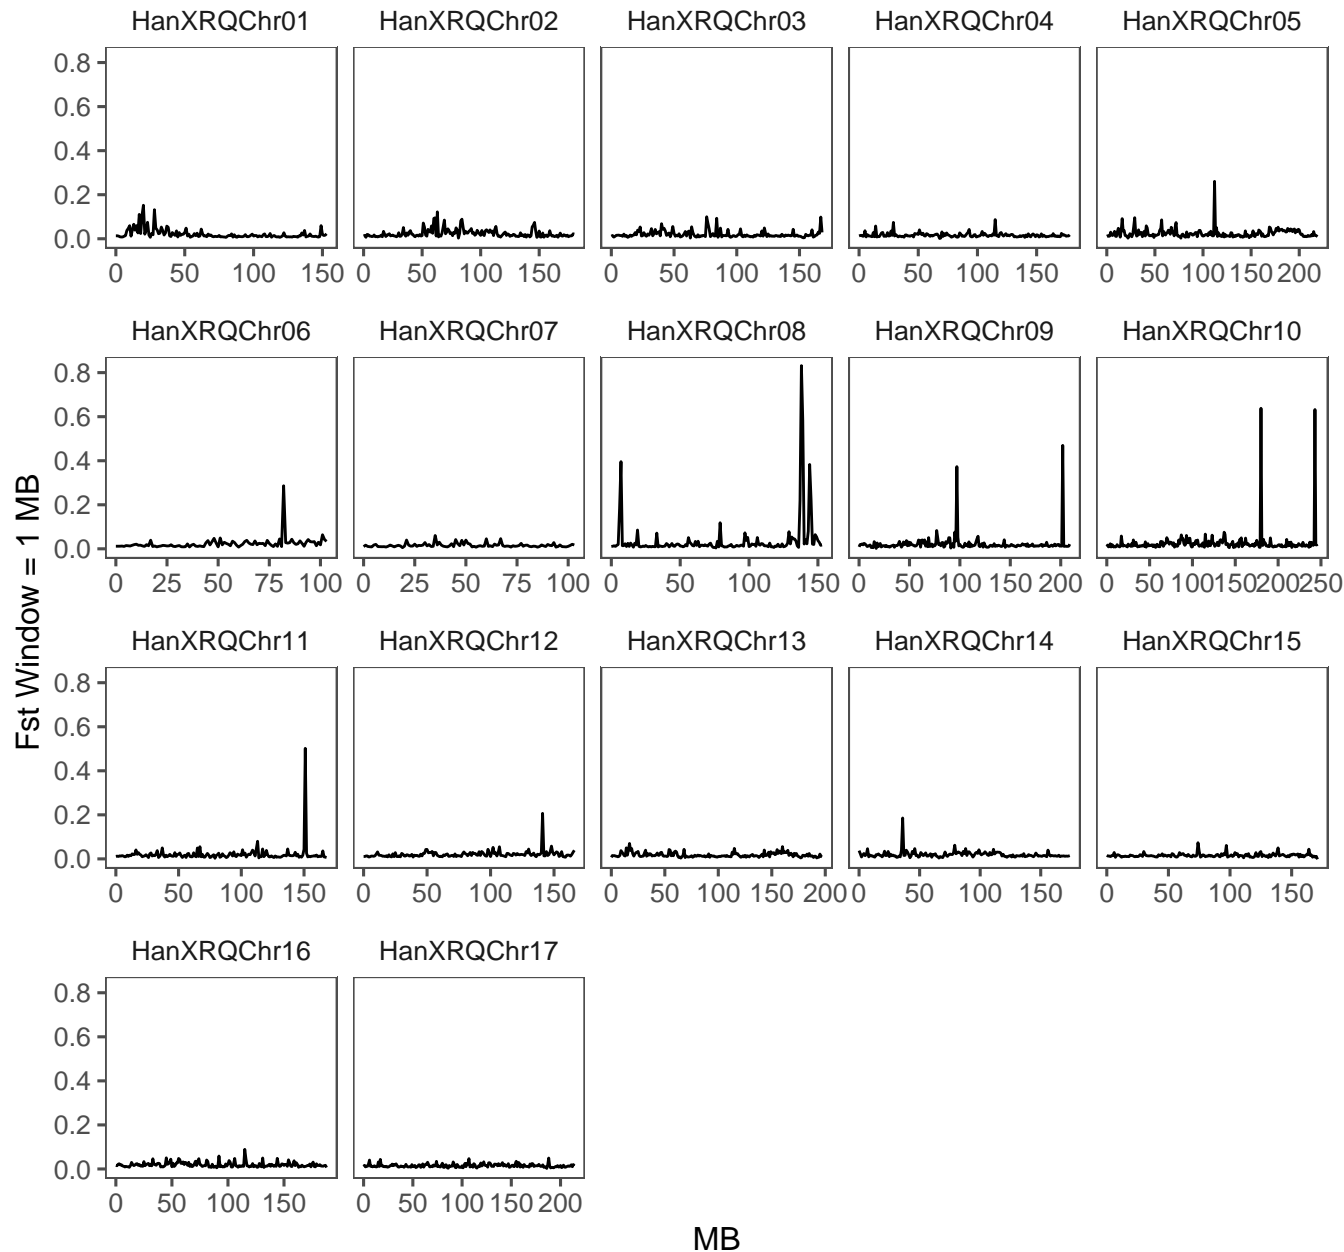 HanXRQChr01 HanXRQChr02 HanXRQChr03 HanXRQChr04 HanXRQChr05
0.8
0.6
0.4
0.2
0.0
0 50 100 150 0 50 100 150 0 50 100 150 0 50 100 150 0 50 100 150 200
HanXRQChr06 HanXRQChr07 HanXRQChr08 HanXRQChr09 HanXRQChr10
0.8
0.6
0.4
0.2
0.0
0 25 50 75 100 0 25 50 75 100 0 50 100 150 0 50 100 150 200 0 50 100 150 200 250
Fst Window = 1 MB
HanXRQChr11 HanXRQChr12 HanXRQChr13 HanXRQChr14 HanXRQChr15
0.8
0.6
0.4
0.2
0.0
0 50 100 150 0 50 100 150 0 50 100 150 200 0 50 100 150 0 50 100 150
HanXRQChr16 HanXRQChr17
0.8
0.6
0.4
0.2
0.0
0 50 100 150 0 50 100 150 200
MB